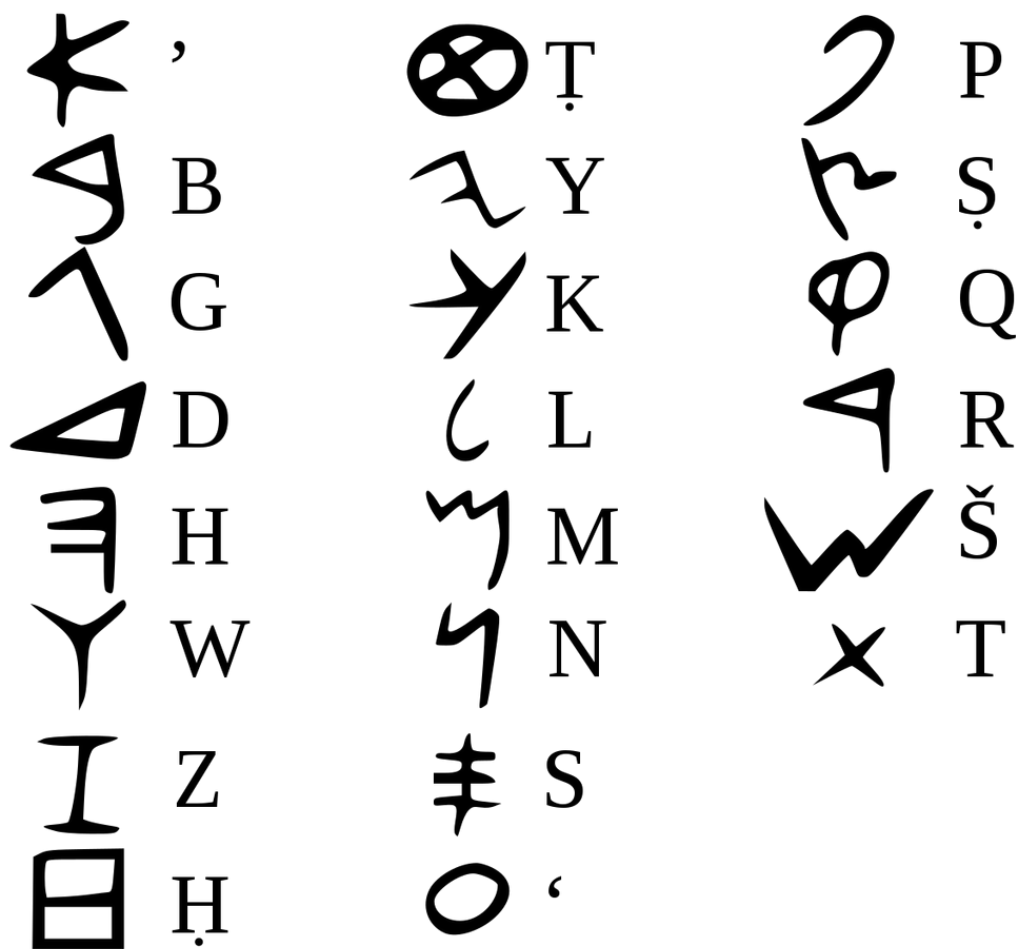 𐤀 ’
𐤁 B
𐤂 G
𐤃 D
𐤄 H
𐤅 W
𐤆 Z
𐤇 Ḥ
𐤈 Ṭ
𐤉 Y
𐤊 K
𐤋 L
𐤌 M
𐤍 N
𐤎 S
𐤏 ‘
𐤐 P
𐤑 Ṣ
𐤒 Q
𐤓 R
𐤔 Š
𐤕 T